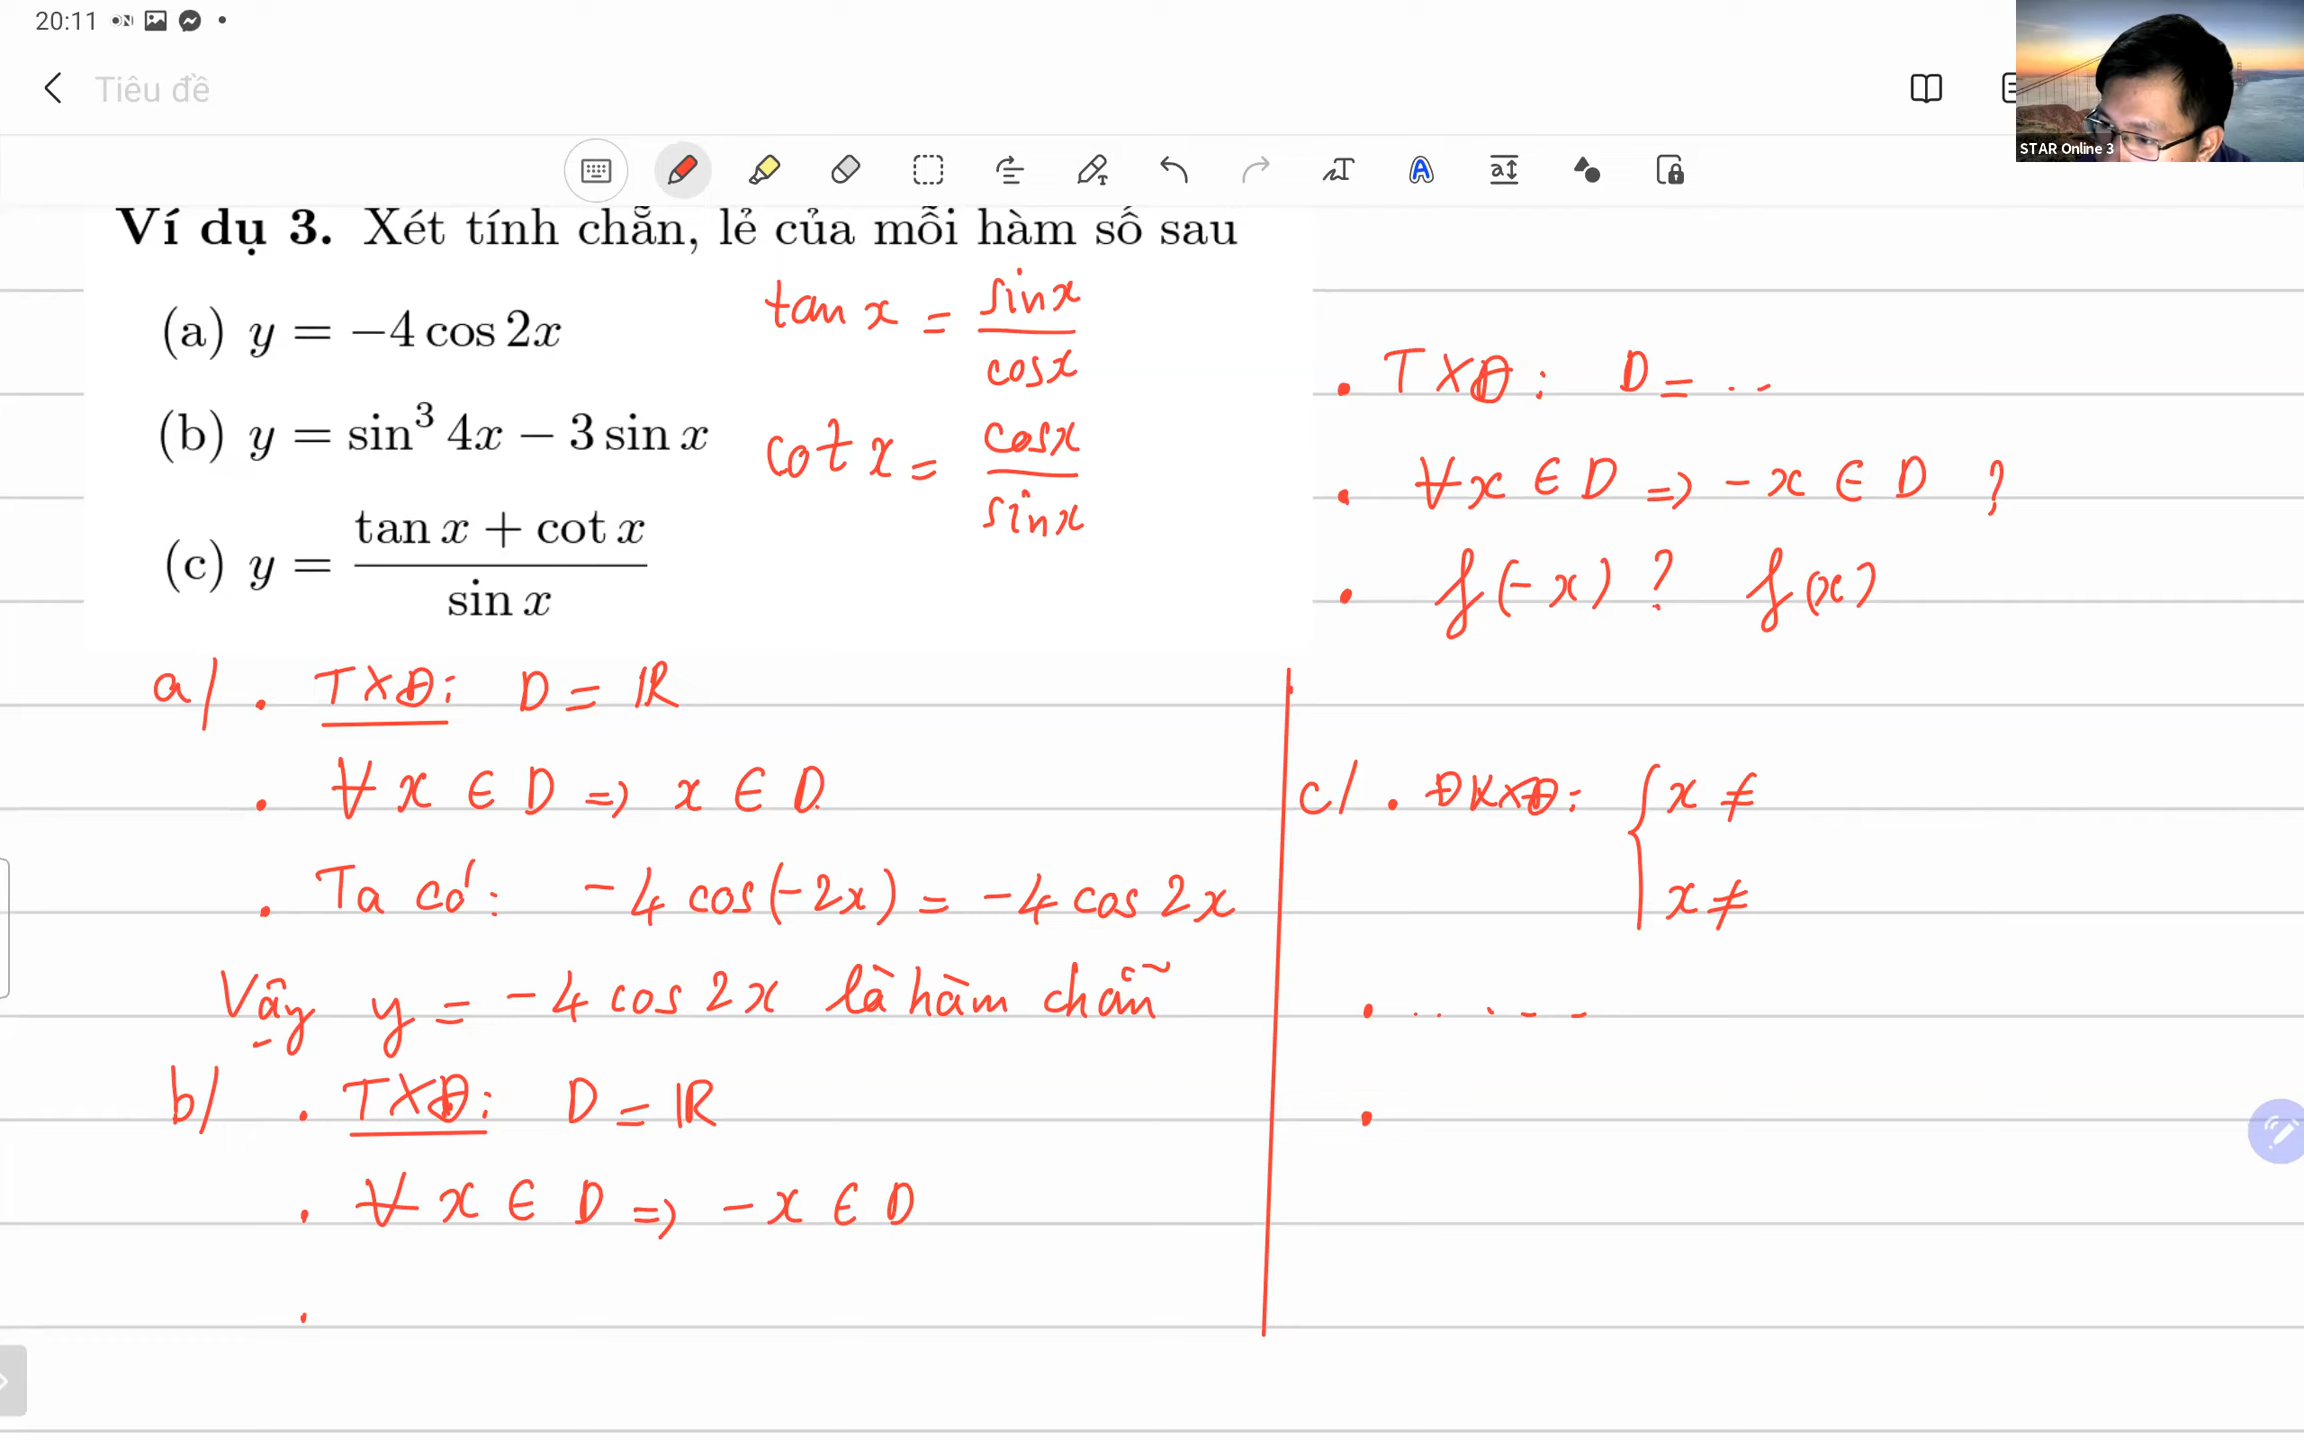 20:11
Tiêu đề
STAR Online 3
Ví dụ 3. Xét tính chẵn, lẻ của mỗi hàm số sau
(a) y = −4 cos 2x
(b) y = sin³ 4x − 3 sin x
(c) y = (tan x + cot x) / sin x
tan x = sin x / cos x
cot x = cos x / sin x
• TXĐ: D = ...
• ∀x ∈ D ⇒ -x ∈ D ?
• f(-x) ? f(x)
a/ • TXĐ: D = ℝ
• ∀ x ∈ D ⇒ x ∈ D.
• Ta có: -4 cos(-2x) = -4 cos 2x
Vậy y = -4 cos 2x là hàm chẵn
b/ • TXĐ: D = ℝ
• ∀ x ∈ D ⇒ -x ∈ D
•
c/ • ĐKXĐ: { x ≠
x ≠
• .. . - -
•